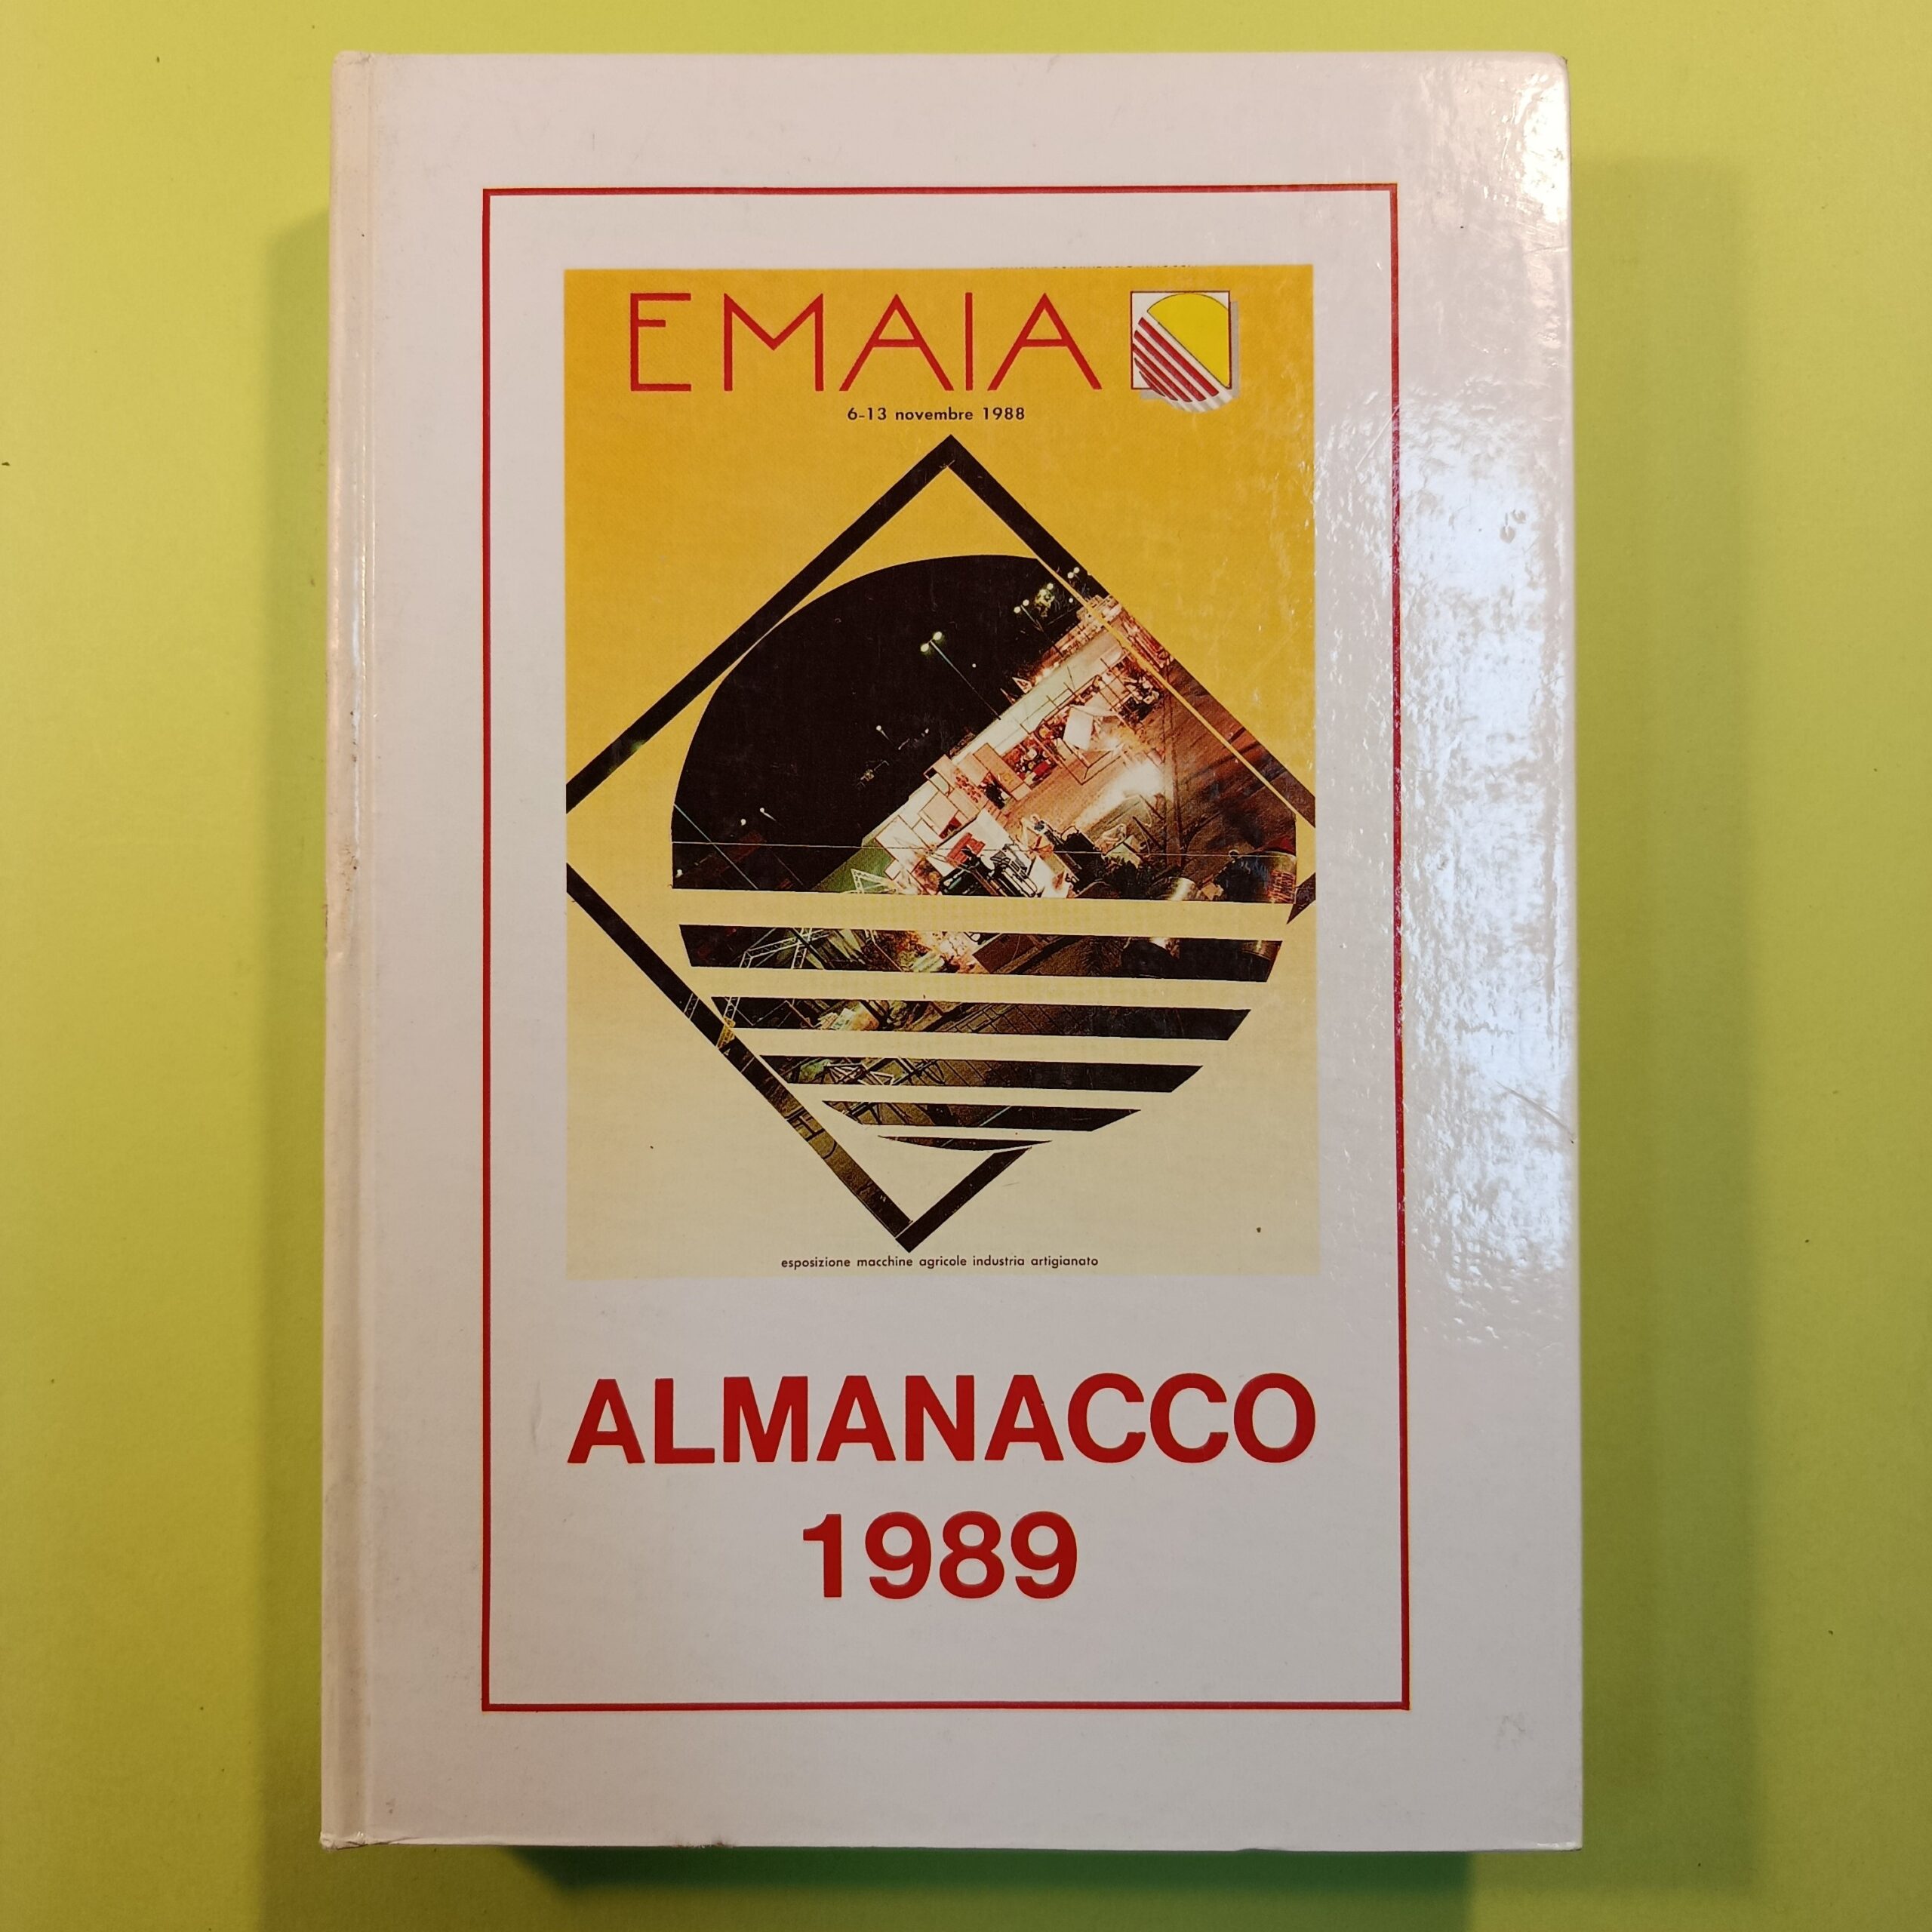 EMAIA
6-13 novembre 1988
esposizione macchine agricole industria artigianato
ALMANACCO
1989